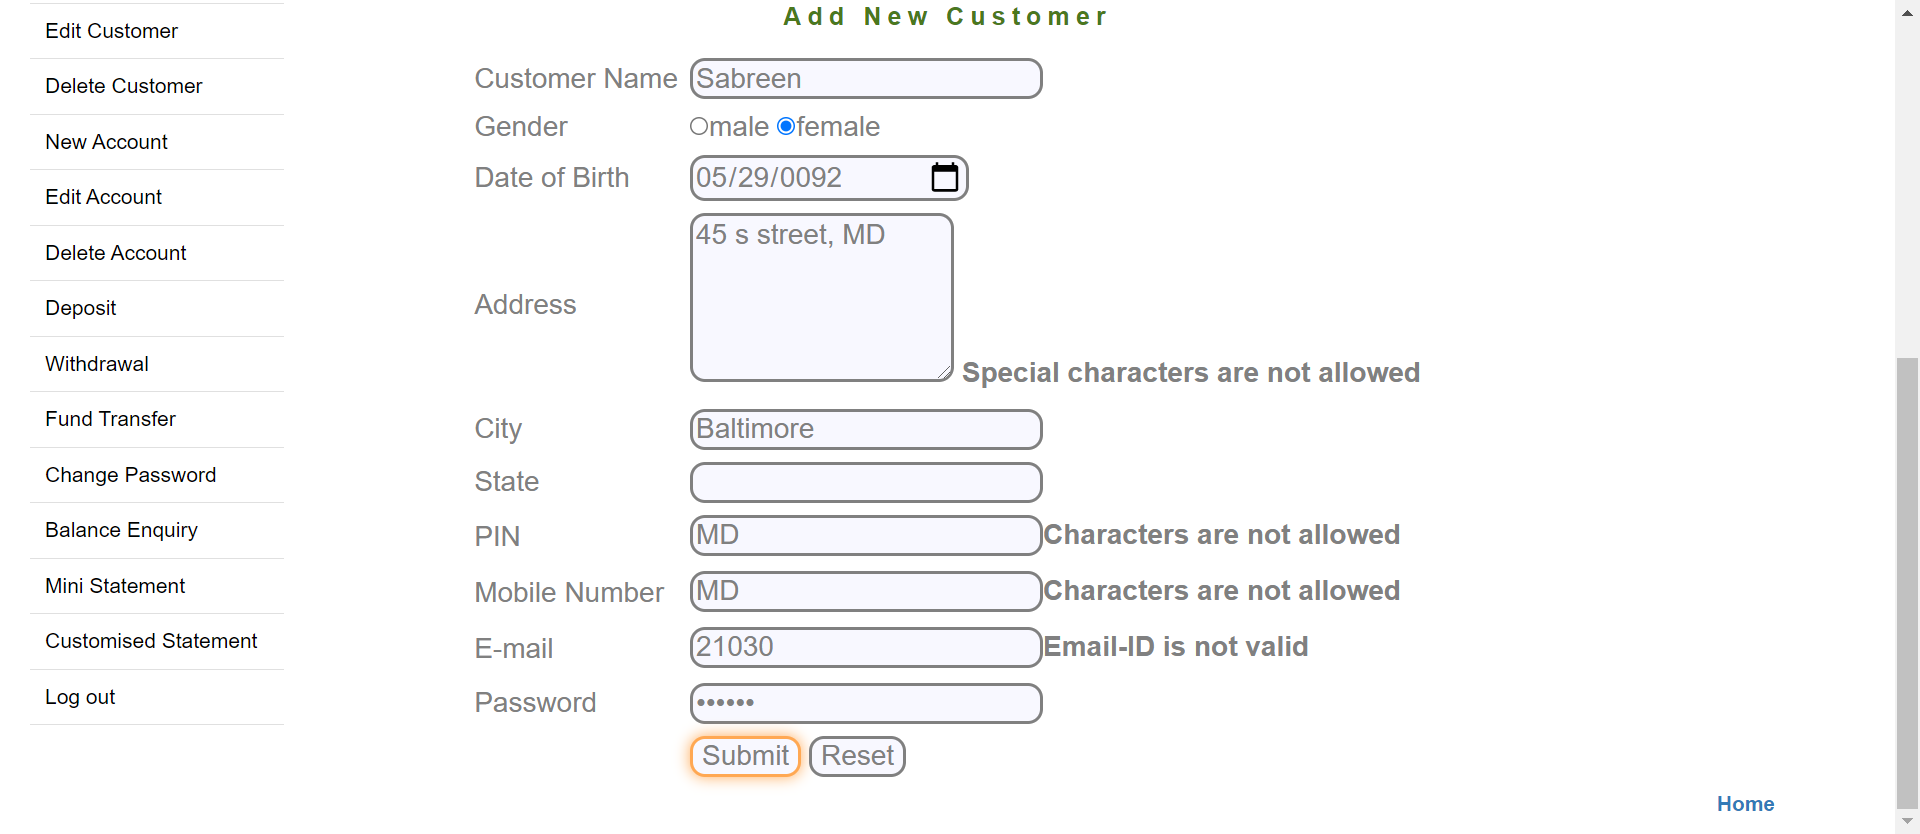 Edit Customer
Delete Customer
New Account
Edit Account
Delete Account
Deposit
Withdrawal
Fund Transfer
Change Password
Balance Enquiry
Mini Statement
Customised Statement
Log out
Add New Customer
Customer Name Sabreen
Gender male female
Date of Birth 05/29/0092
Address 45 s street, MD
Special characters are not allowed
City Baltimore
State
PIN MD Characters are not allowed
Mobile Number MD Characters are not allowed
E-mail 21030 Email-ID is not valid
Password ••••••
Submit Reset
Home